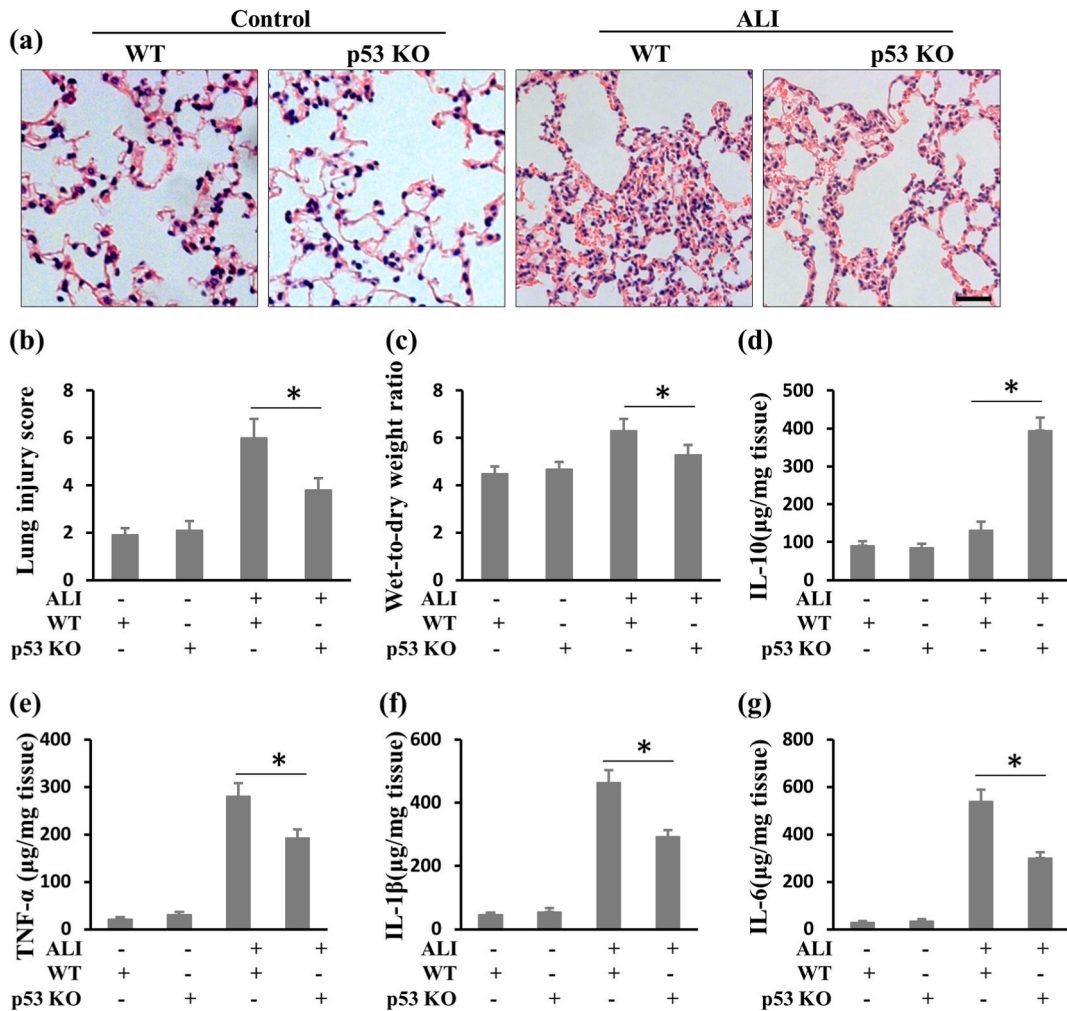 Control ALI
(a) WT p53 KO WT p53 KO
(b) (c) (d)
Lung injury score
8
6
4
2
0
*
ALI - - + +
WT + - + -
p53 KO - + - +
Wet-to-dry weight ratio
8
6
4
2
0
*
ALI - - + +
WT + - + -
p53 KO - + - +
IL-10(µg/mg tissue)
500
400
300
200
100
0
*
ALI - - + +
WT + - + -
p53 KO - + - +
(e) (f) (g)
TNF-α (µg/mg tissue)
400
300
200
100
0
*
ALI - - + +
WT + - + -
p53 KO - + - +
IL-1β(µg/mg tissue)
600
400
200
0
*
ALI - - + +
WT + - + -
p53 KO - + - +
IL-6(µg/mg tissue)
800
600
400
200
0
*
ALI - - + +
WT + - + -
p53 KO - + - +